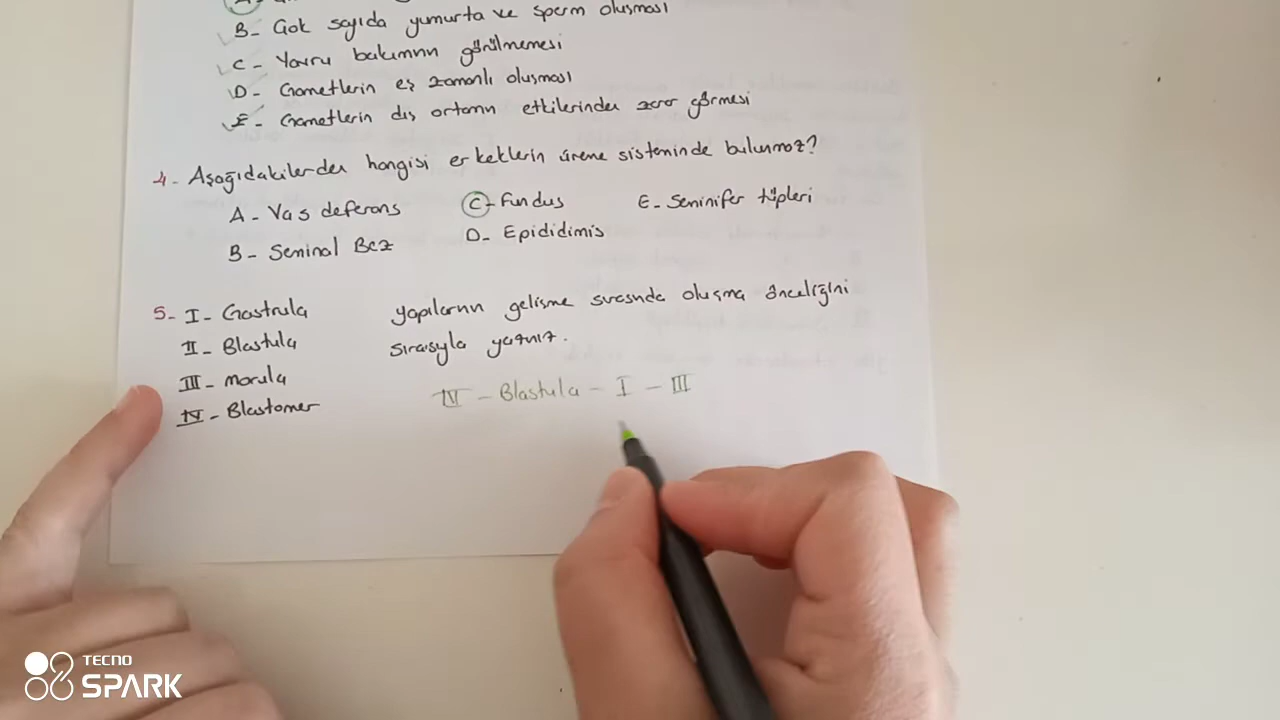 B- Çok sayıda yumurta ve sperm oluşması
C- Yavru bakımının görülmemesi
D- Gametlerin eş zamanlı oluşması
E- Gametlerin dış ortamın etkilerinden zarar görmesi
4- Aşağıdakilerden hangisi erkeklerin üreme sisteminde bulunmaz?
A- Vas deferans C- Fundus E- Seminifer tüpleri
B- Seminal Bez D- Epididimis
5- I- Gastrula yapılarının gelişme sırasında oluşma önceliğini
II- Blastula sırasıyla yazınız.
III- morula
IV- Blastomer
IV - Blastula - I - III
TECNO
SPARK